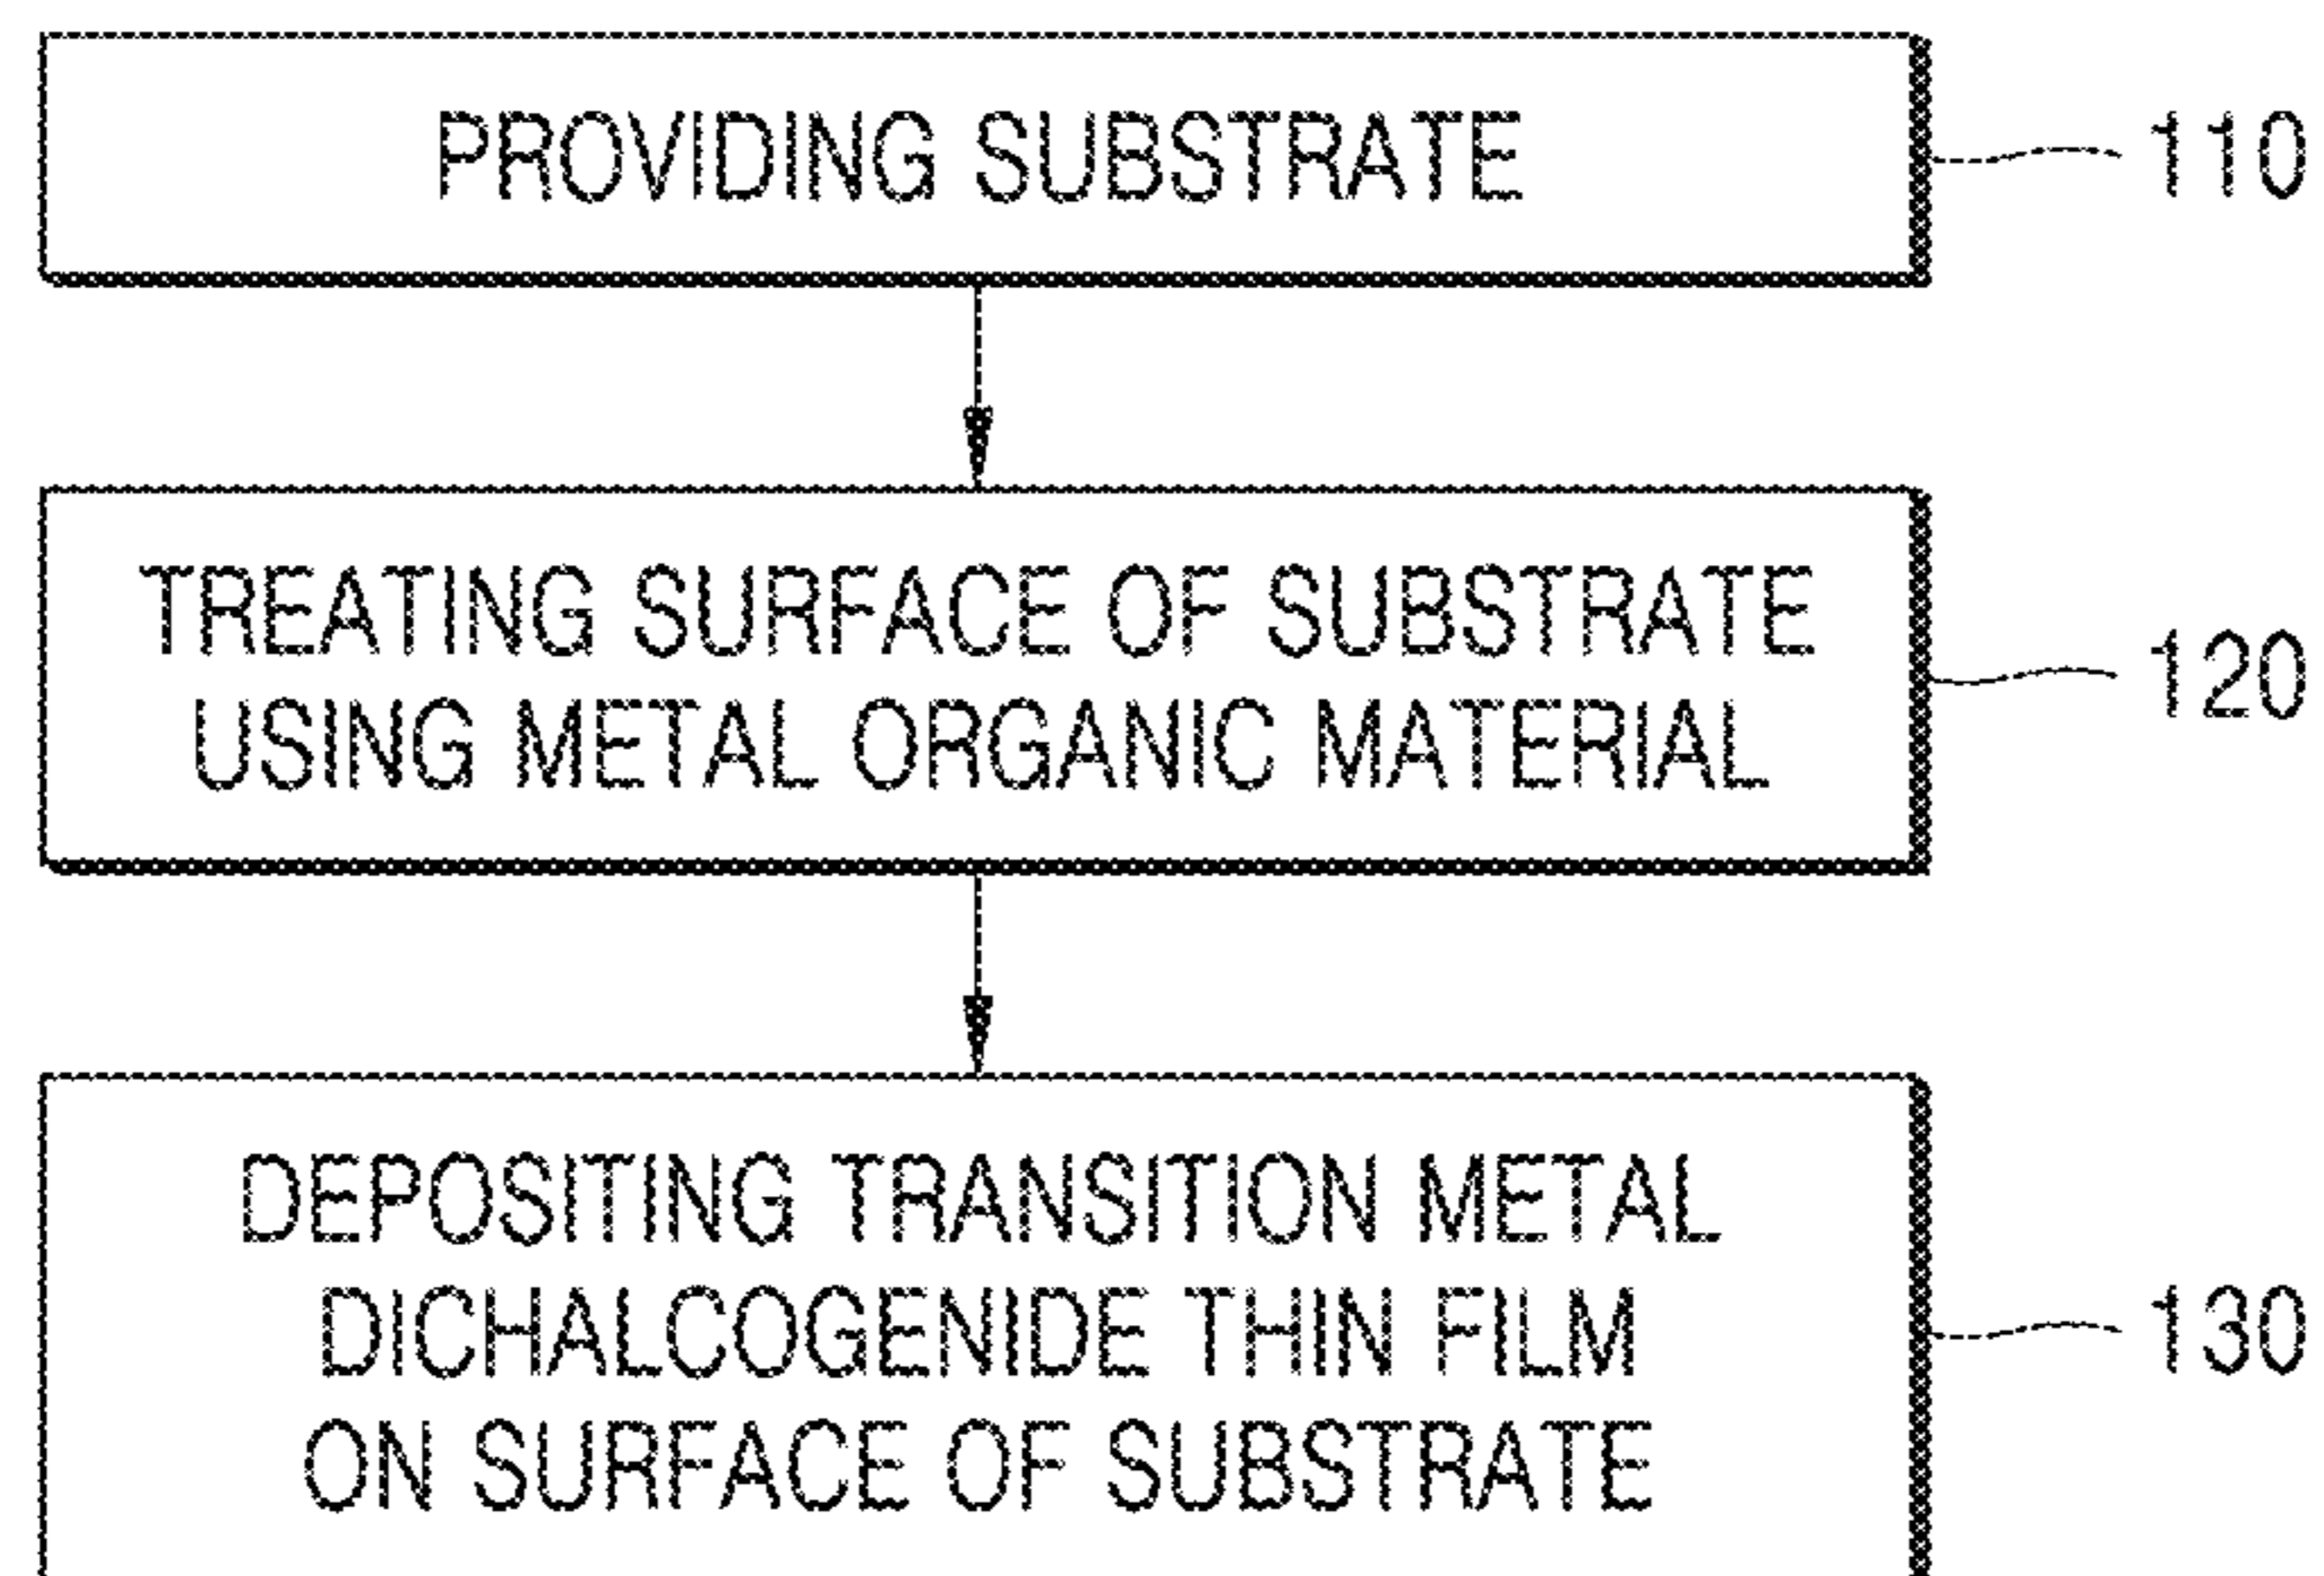 PROVIDING SUBSTRATE
110
TREATING SURFACE OF SUBSTRATE
USING METAL ORGANIC MATERIAL
120
DEPOSITING TRANSITION METAL
DICHALCOGENIDE THIN FILM
ON SURFACE OF SUBSTRATE
130